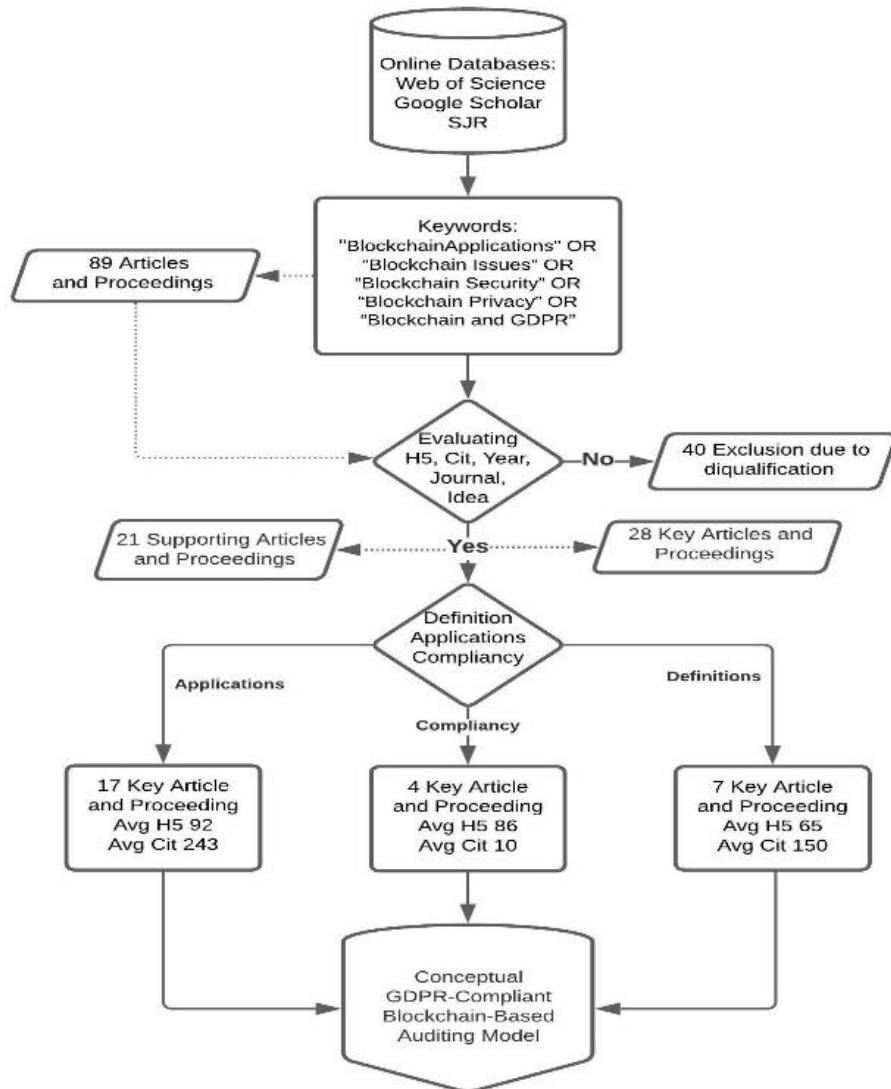 Online Databases:
Web of Science
Google Scholar
SJR
Keywords:
"BlockchainApplications" OR
"Blockchain Issues" OR
"Blockchain Security" OR
"Blockchain Privacy" OR
"Blockchain and GDPR"
89 Articles
and Proceedings
Evaluating
H5, Cit, Year,
Journal,
Idea
No
40 Exclusion due to
diqualification
21 Supporting Articles
and Proceedings
Yes
28 Key Articles and
Proceedings
Definition
Applications
Compliancy
Applications
Compliancy
Definitions
17 Key Article
and Proceeding
Avg H5 92
Avg Cit 243
4 Key Article
and Proceeding
Avg H5 86
Avg Cit 10
7 Key Article
and Proceeding
Avg H5 65
Avg Cit 150
Conceptual
GDPR-Compliant
Blockchain-Based
Auditing Model